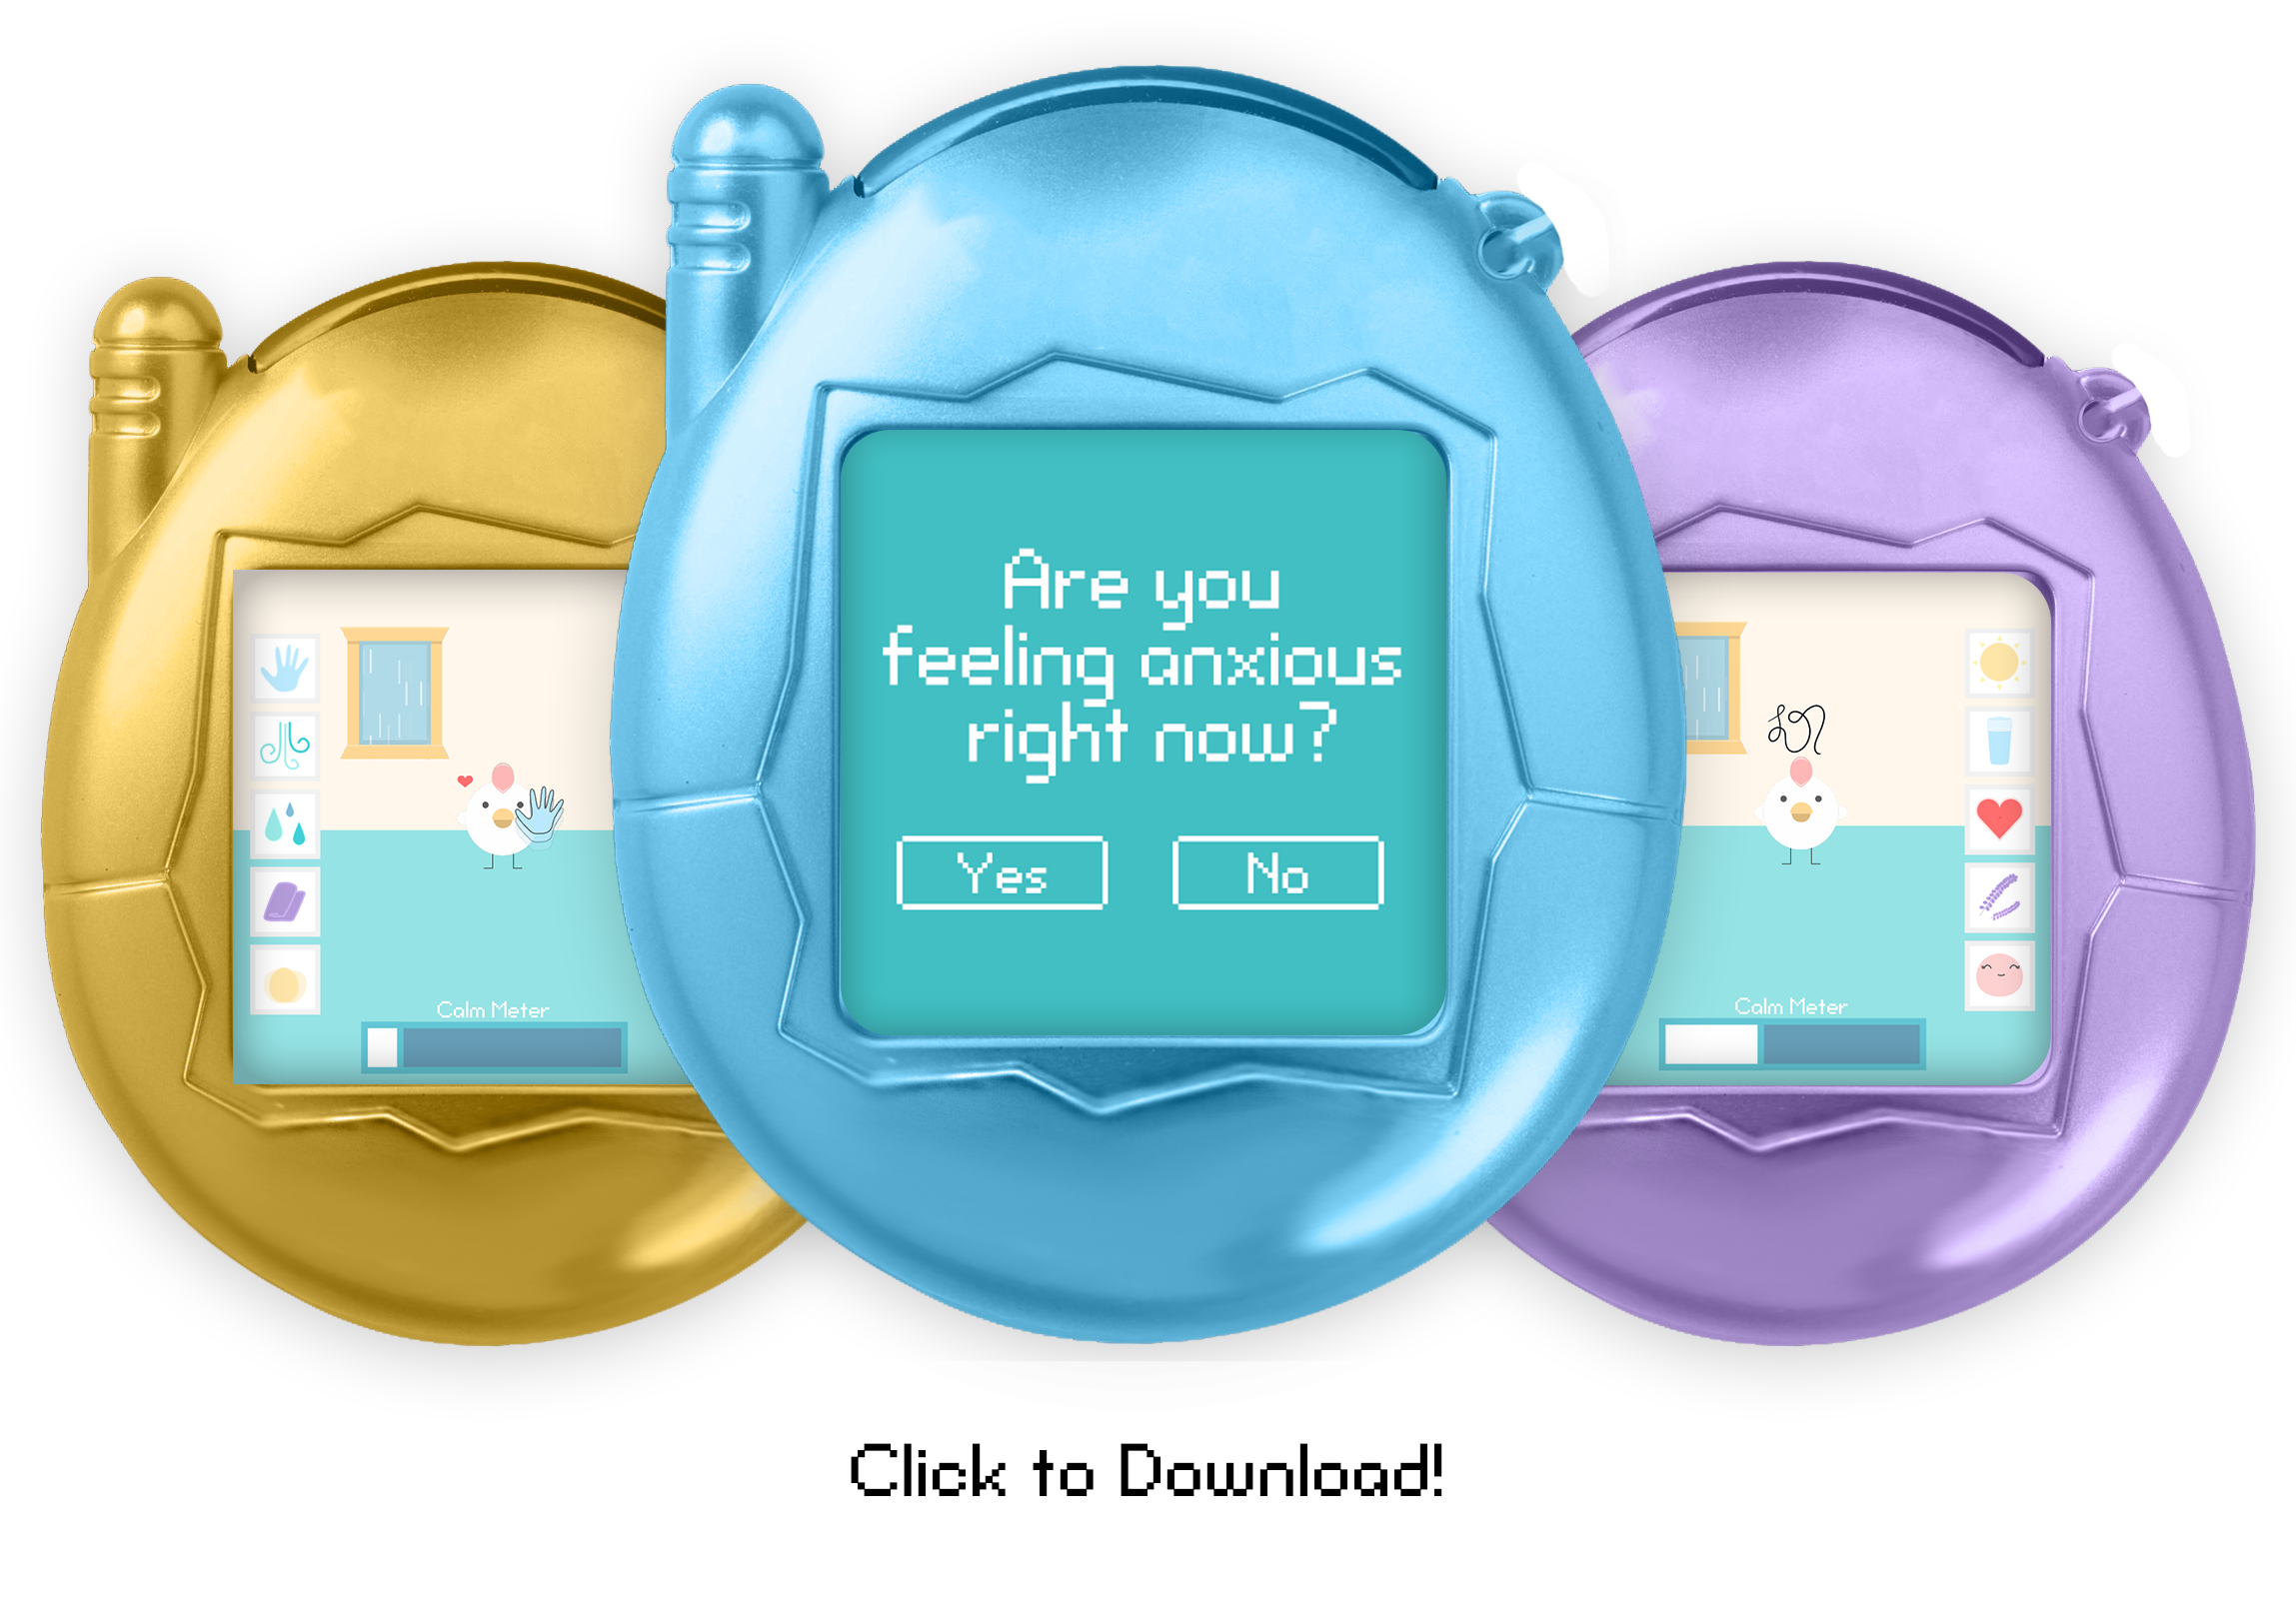 Are you
feeling anxious
right now?
Yes No
Calm Meter
Calm Meter
Click to Download!